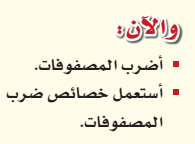 والآن:
▪ أضرب المصفوفات.
▪ أستعمل خصائص ضرب
المصفوفات.